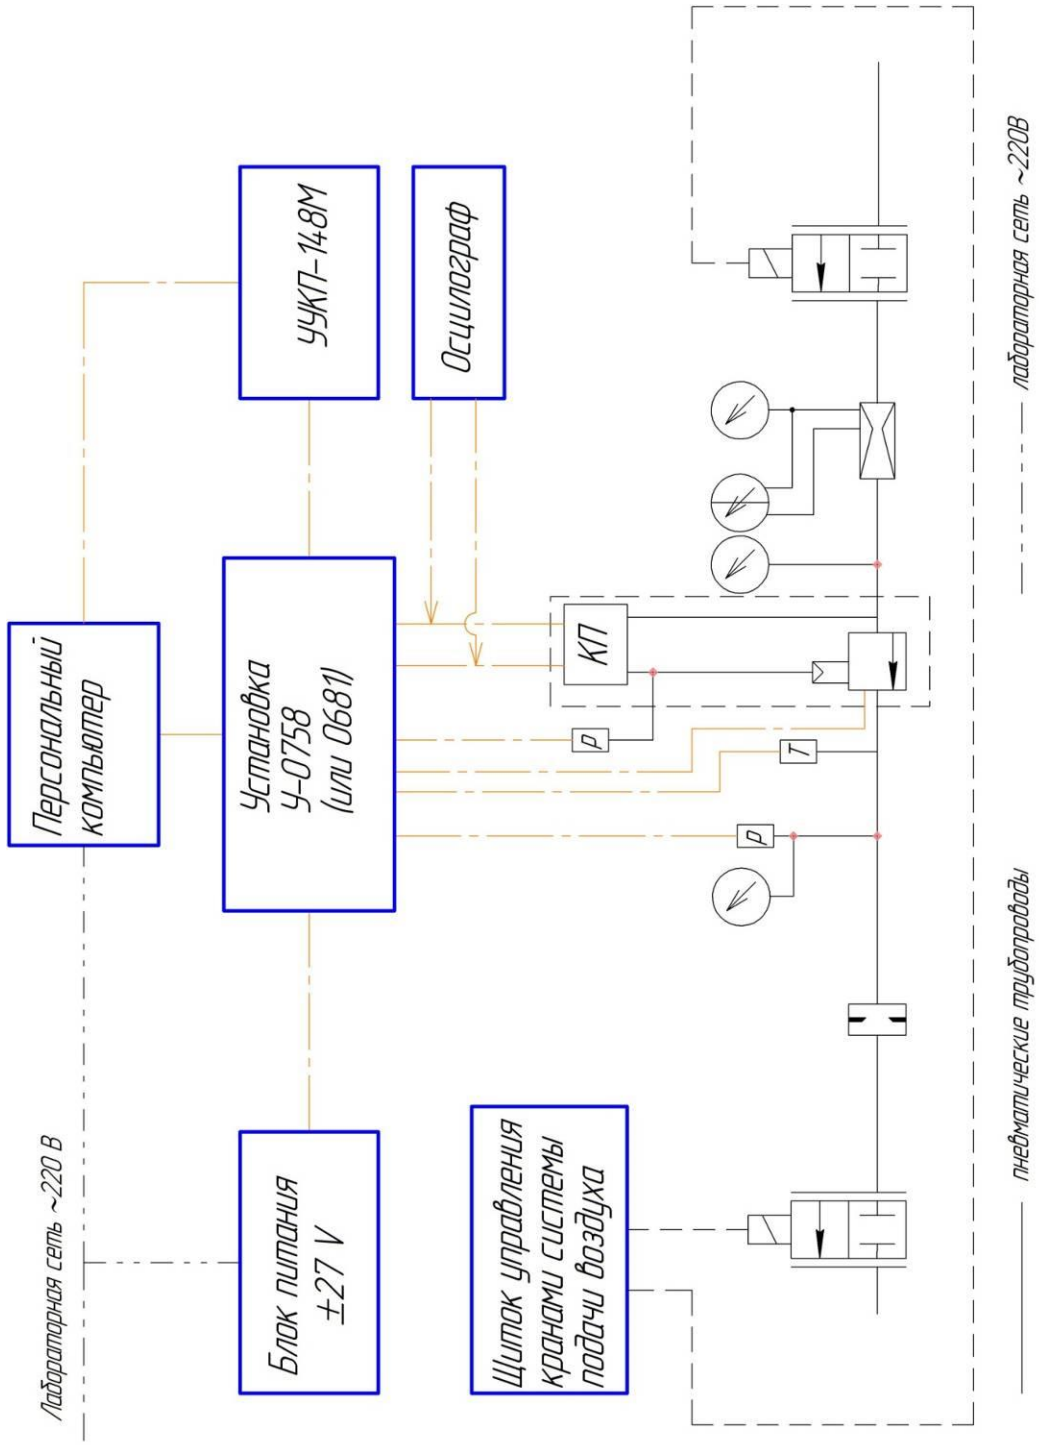 Лабораторная сеть ~220 В
Персональный
компьютер
Блок питания
±27 V
Установка
У-0758
(или 0681)
УУКП-148М
Щиток управления
кранами системы
подачи воздуха
Осцилограф
Р
КП
Р
Т
пневматические трубопроводы
лабораторная сеть ~220В